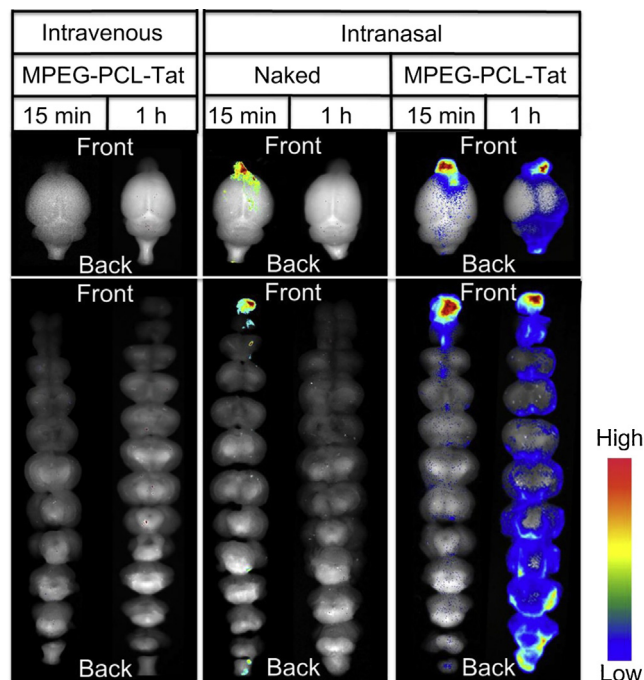 Intravenous Intranasal
MPEG-PCL-Tat Naked MPEG-PCL-Tat
15 min 1 h 15 min 1 h 15 min 1 h
Front Front Front
Back Back Back
Front Front Front
High
Back Back Back
Low